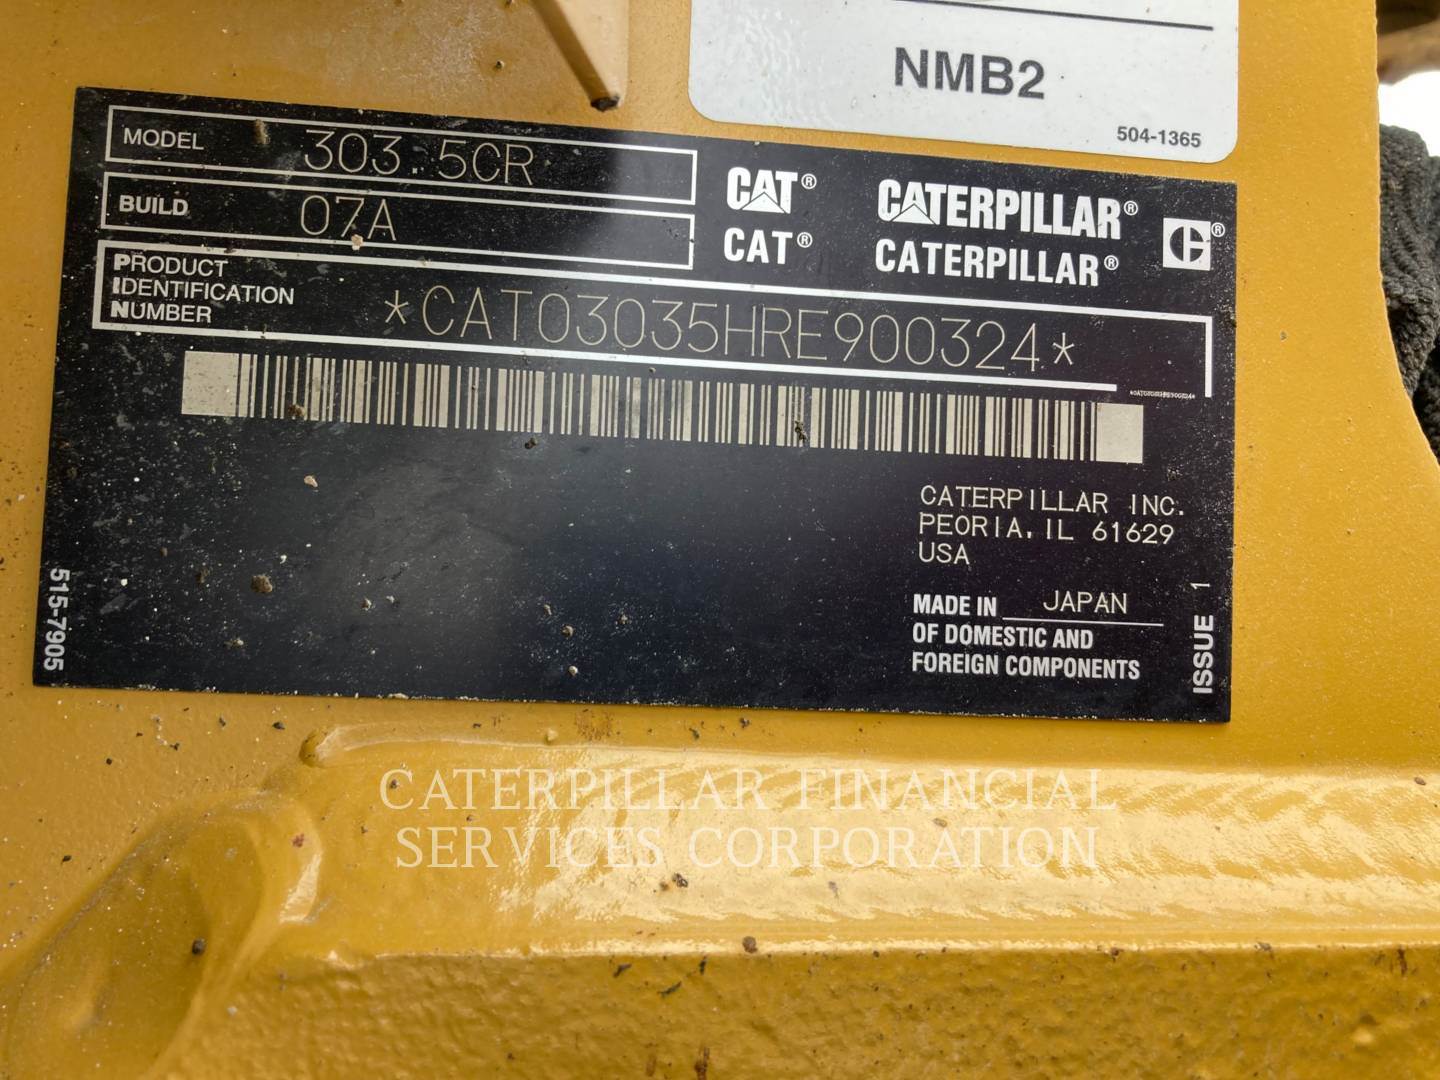 NMB2
504-1365
MODEL 303.5CR
BUILD 07A
CAT® CATERPILLAR®
CAT® CATERPILLAR® ®
PRODUCT
IDENTIFICATION
NUMBER
*CAT03035HRE900324*
*CAT03035HRE900324*
CATERPILLAR INC.
PEORIA, IL 61629
USA
MADE IN JAPAN
OF DOMESTIC AND
FOREIGN COMPONENTS
ISSUE 1
515-7905
CATERPILLAR FINANCIAL
SERVICES CORPORATION